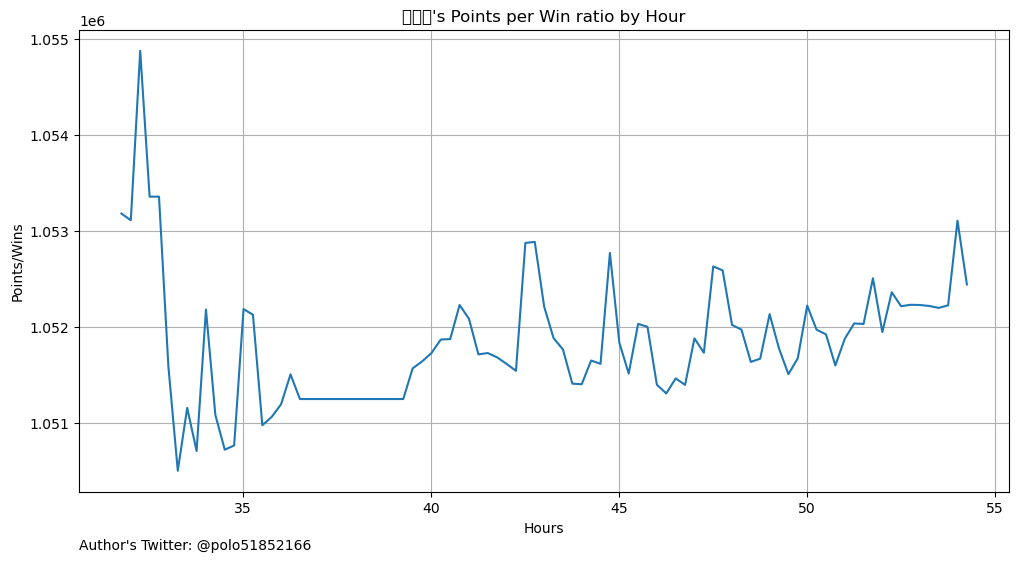 's Points per Win ratio by Hour
1e6
1.055
1.054
1.053
1.052
1.051
Points/Wins
35 40 45 50 55
Hours
Author's Twitter: @polo51852166